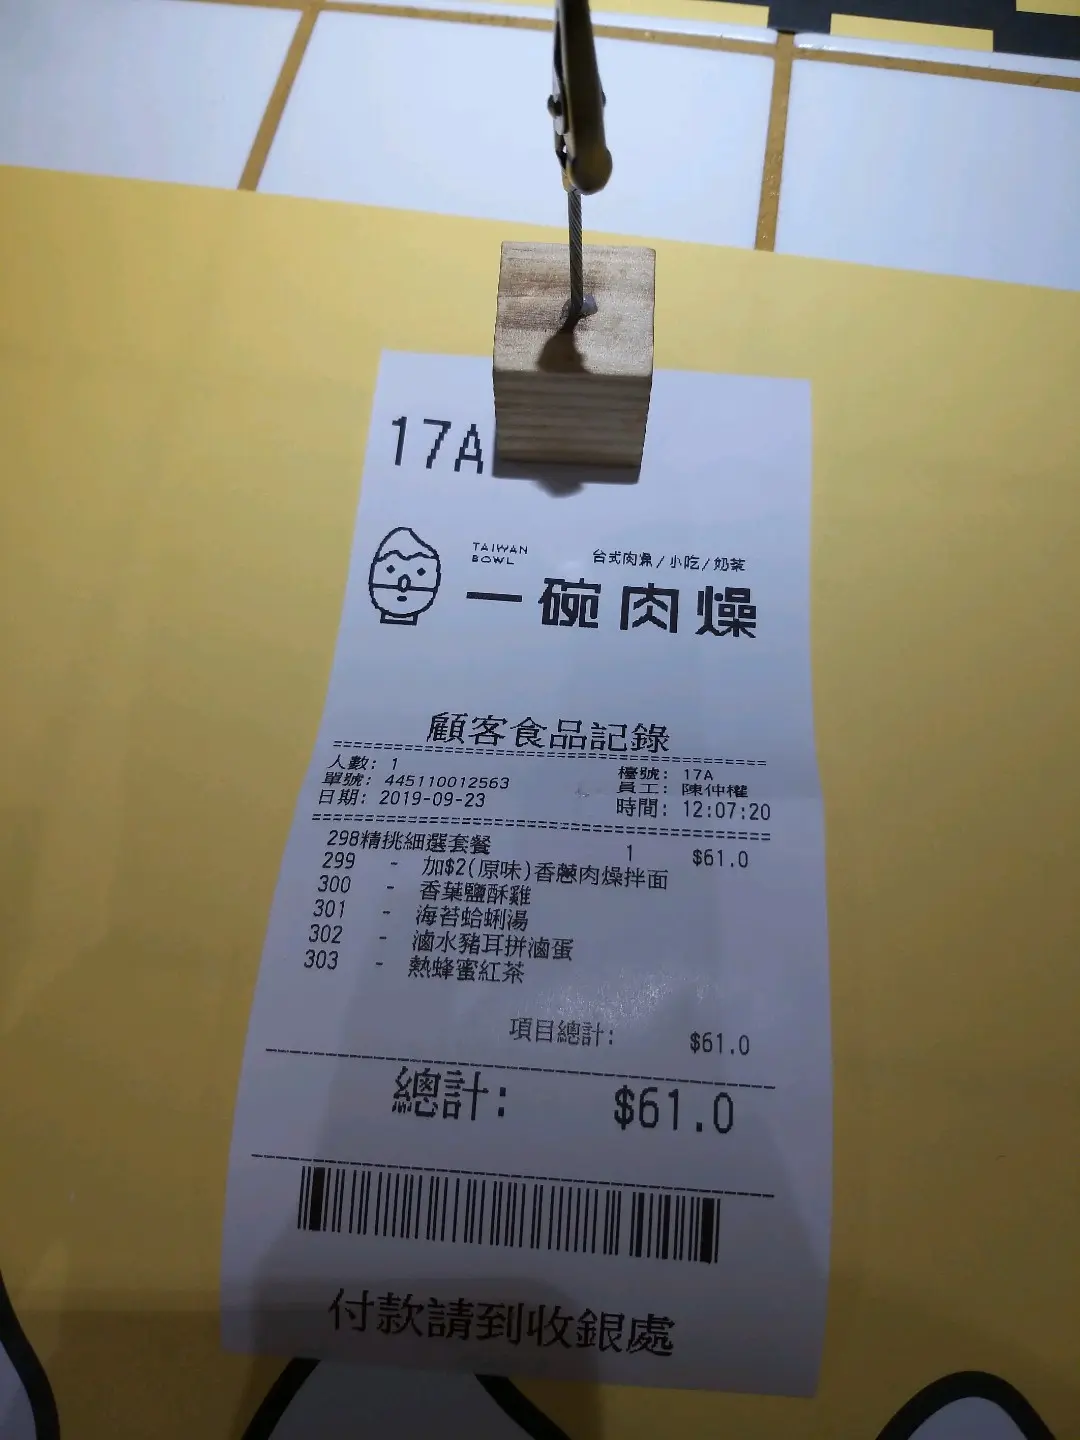 17A
TAIWAN BOWL
台式肉燥/小吃/奶茶
一碗肉燥
顧客食品記錄
人數: 1 檯號: 17A
單號: 445110012563 員工: 陳仲權
日期: 2019-09-23 時間: 12:07:20
298精挑細選套餐 1 $61.0
299 - 加$2(原味)香蔥肉燥拌面
300 - 香葉鹽酥雞
301 - 海苔蛤蜊湯
302 - 滷水豬耳拼滷蛋
303 - 熱蜂蜜紅茶
項目總計: $61.0
總計: $61.0
付款請到收銀處